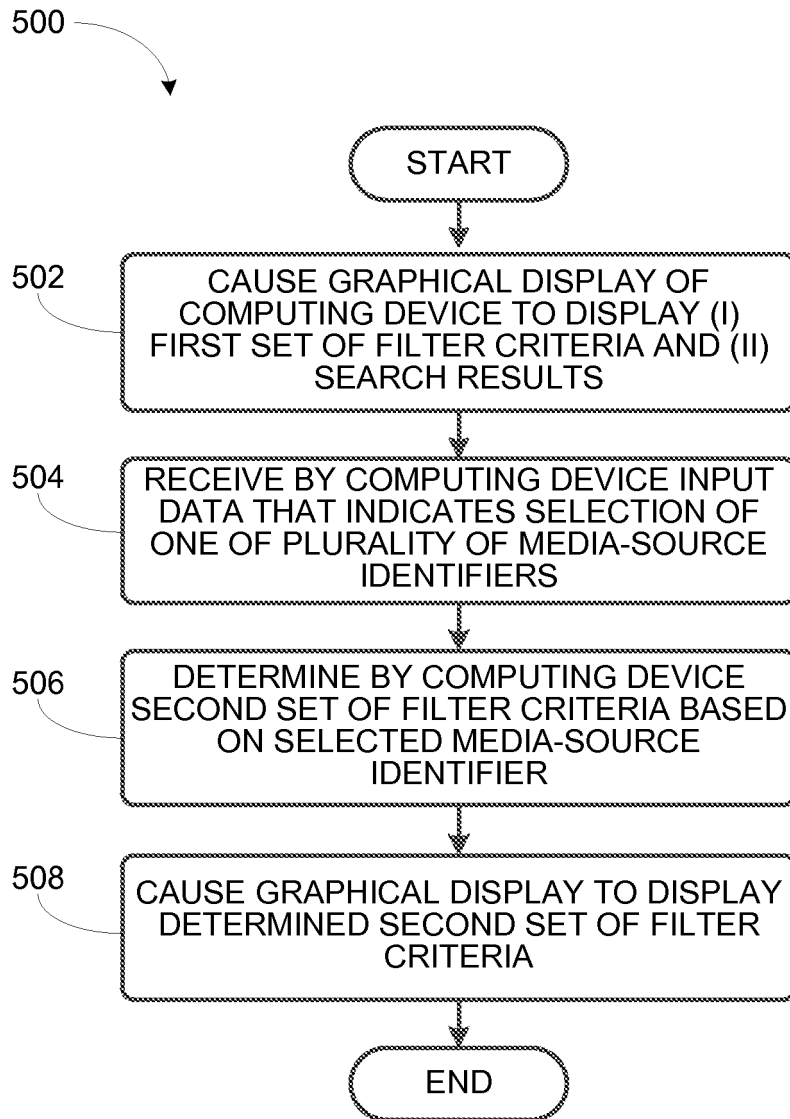 500
START
502
CAUSE GRAPHICAL DISPLAY OF
COMPUTING DEVICE TO DISPLAY (I)
FIRST SET OF FILTER CRITERIA AND (II)
SEARCH RESULTS
504
RECEIVE BY COMPUTING DEVICE INPUT
DATA THAT INDICATES SELECTION OF
ONE OF PLURALITY OF MEDIA-SOURCE
IDENTIFIERS
506
DETERMINE BY COMPUTING DEVICE
SECOND SET OF FILTER CRITERIA BASED
ON SELECTED MEDIA-SOURCE
IDENTIFIER
508
CAUSE GRAPHICAL DISPLAY TO DISPLAY
DETERMINED SECOND SET OF FILTER
CRITERIA
END